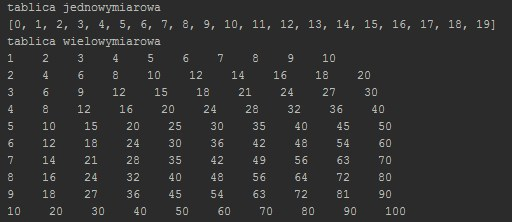 tablica jednowymiarowa
[0, 1, 2, 3, 4, 5, 6, 7, 8, 9, 10, 11, 12, 13, 14, 15, 16, 17, 18, 19]
tablica wielowymiarowa
1 2 3 4 5 6 7 8 9 10
2 4 6 8 10 12 14 16 18 20
3 6 9 12 15 18 21 24 27 30
4 8 12 16 20 24 28 32 36 40
5 10 15 20 25 30 35 40 45 50
6 12 18 24 30 36 42 48 54 60
7 14 21 28 35 42 49 56 63 70
8 16 24 32 40 48 56 64 72 80
9 18 27 36 45 54 63 72 81 90
10 20 30 40 50 60 70 80 90 100